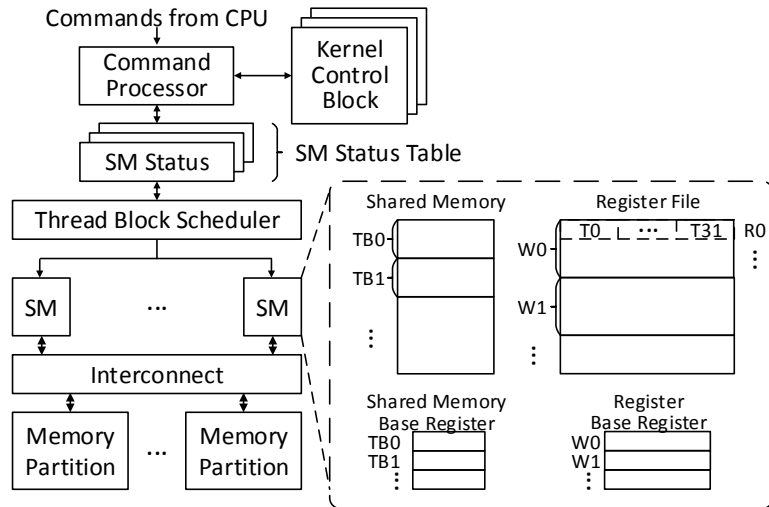 Commands from CPU
Command
Processor
Kernel
Control
Block
SM Status
SM Status Table
Thread Block Scheduler
SM
...
SM
Interconnect
Memory
Partition
...
Memory
Partition
Shared Memory
TB0
TB1
...
Register File
T0
...
T31
R0
...
W0
W1
...
Shared Memory
Base Register
TB0
TB1
...
Register
Base Register
W0
W1
...